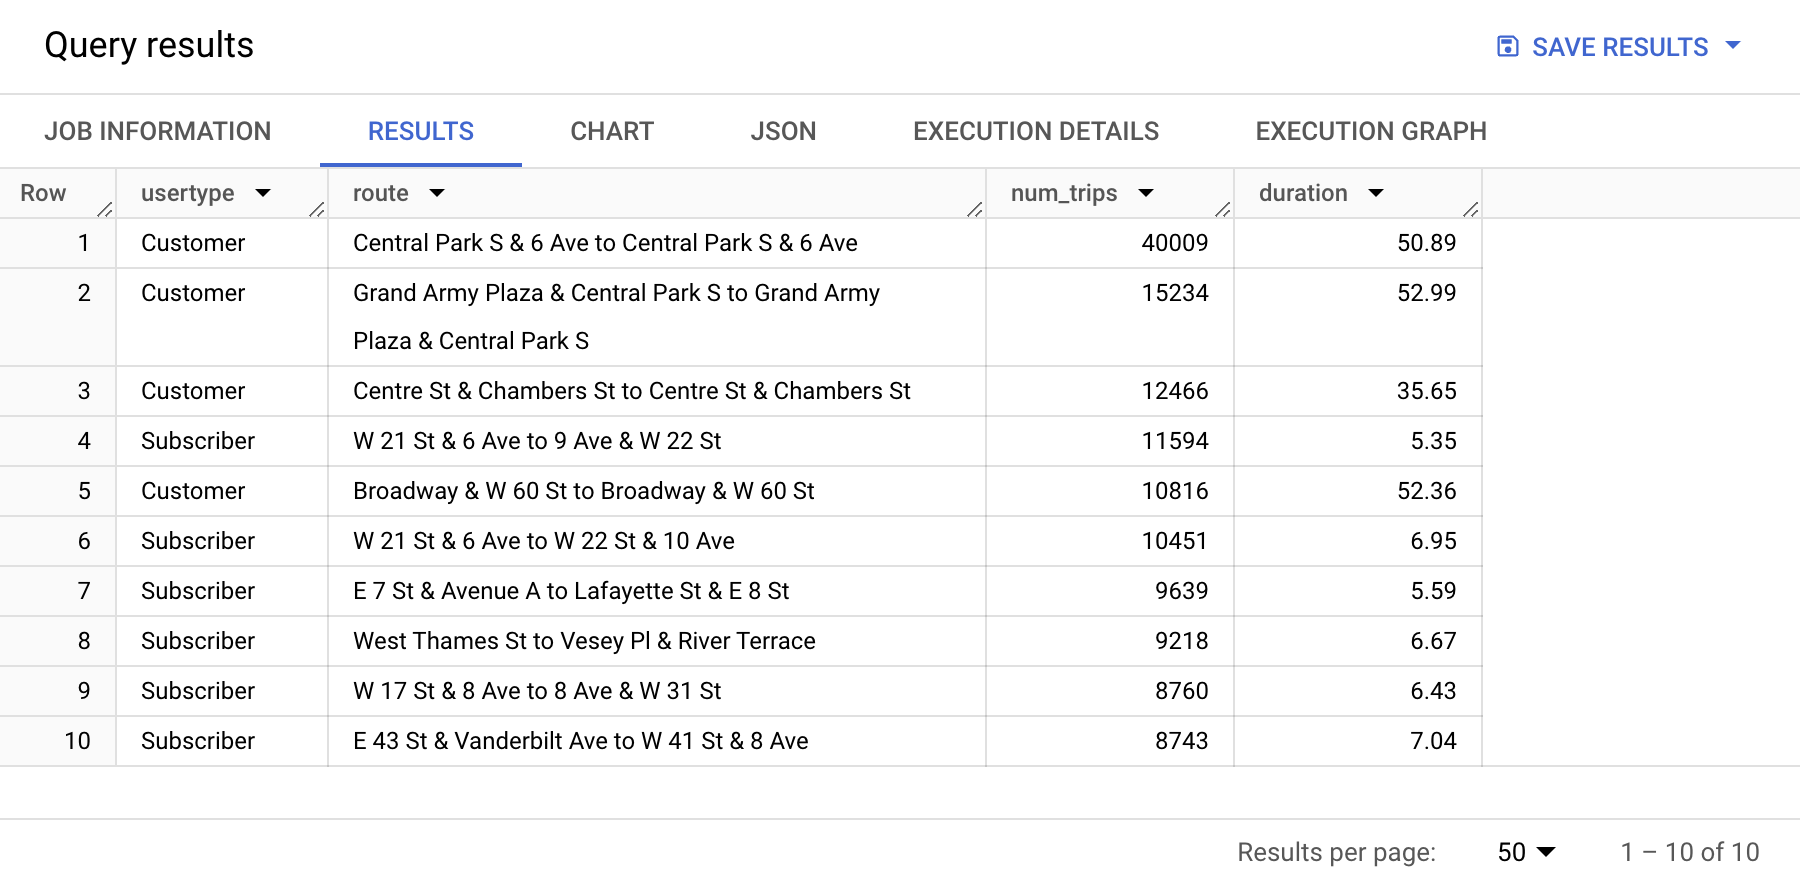 Query results
SAVE RESULTS
JOB INFORMATION RESULTS CHART JSON EXECUTION DETAILS EXECUTION GRAPH
Row usertype route num_trips duration
1 Customer Central Park S & 6 Ave to Central Park S & 6 Ave 40009 50.89
2 Customer Grand Army Plaza & Central Park S to Grand Army 15234 52.99
Plaza & Central Park S
3 Customer Centre St & Chambers St to Centre St & Chambers St 12466 35.65
4 Subscriber W 21 St & 6 Ave to 9 Ave & W 22 St 11594 5.35
5 Customer Broadway & W 60 St to Broadway & W 60 St 10816 52.36
6 Subscriber W 21 St & 6 Ave to W 22 St & 10 Ave 10451 6.95
7 Subscriber E 7 St & Avenue A to Lafayette St & E 8 St 9639 5.59
8 Subscriber West Thames St to Vesey Pl & River Terrace 9218 6.67
9 Subscriber W 17 St & 8 Ave to 8 Ave & W 31 St 8760 6.43
10 Subscriber E 43 St & Vanderbilt Ave to W 41 St & 8 Ave 8743 7.04
Results per page: 50 1 – 10 of 10